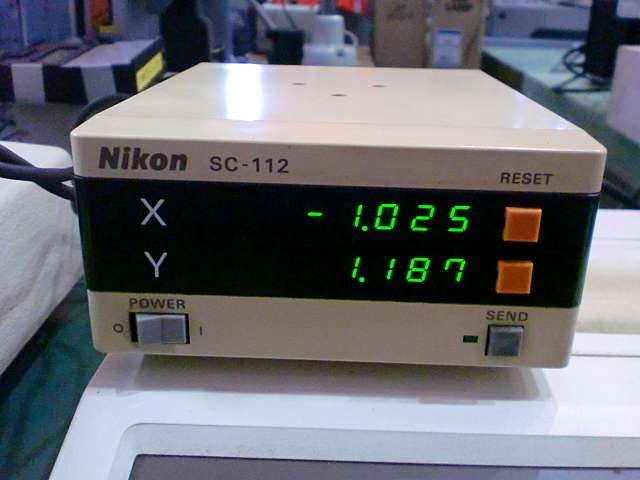 Nikon SC-112
RESET
X - 1.025
Y 1.187
POWER
O I
SEND